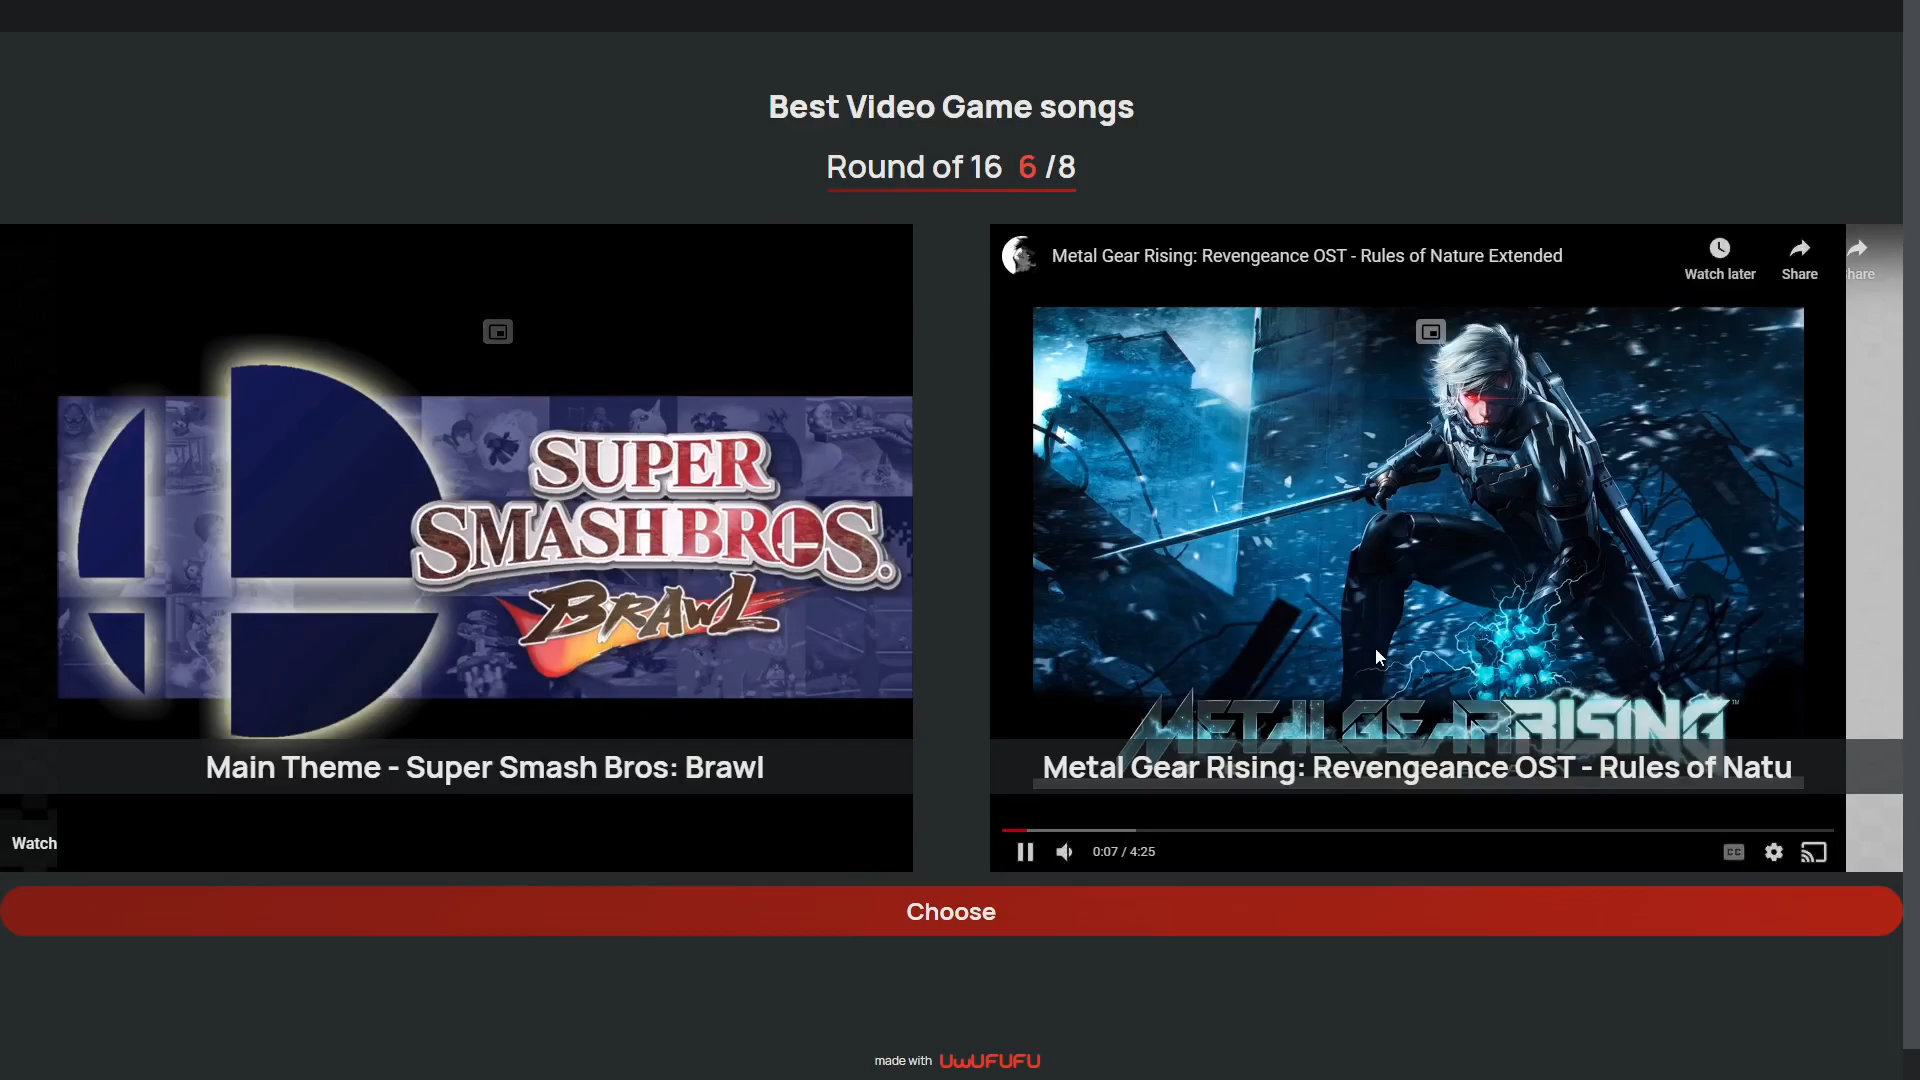 Best Video Game songs
Round of 16 6 /8
SUPER
SMASH BROS.
BRAWL
Main Theme - Super Smash Bros: Brawl
Watch
Metal Gear Rising: Revengeance OST - Rules of Nature Extended
Watch later
Share
hare
METAL GEAR RISING
TM
Metal Gear Rising: Revengeance OST - Rules of Natu
0:07 / 4:25
CC
Choose
made with UwUFUFU